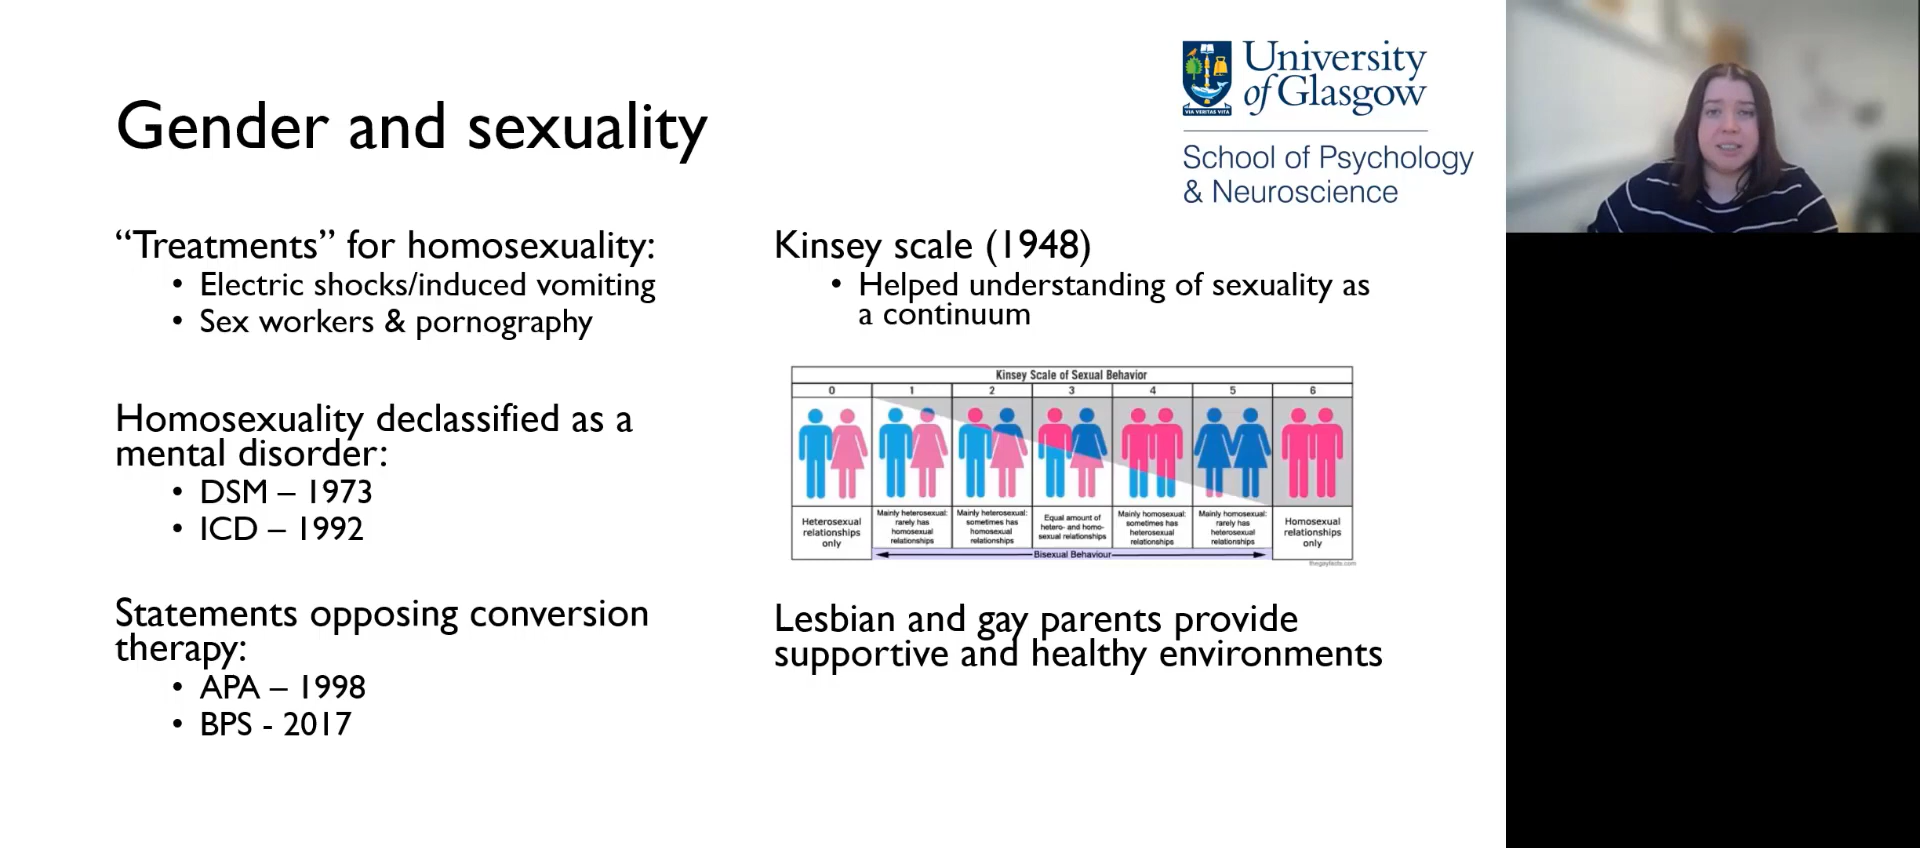 University
of Glasgow
VIA VERITAS VITA
School of Psychology
& Neuroscience
Gender and sexuality
“Treatments” for homosexuality:
• Electric shocks/induced vomiting
• Sex workers & pornography
Homosexuality declassified as a
mental disorder:
• DSM – 1973
• ICD – 1992
Statements opposing conversion
therapy:
• APA – 1998
• BPS - 2017
Kinsey scale (1948)
• Helped understanding of sexuality as
a continuum
Kinsey Scale of Sexual Behavior
0 1 2 3 4 5 6
Heterosexual
relationships
only
Mainly heterosexual:
rarely has
homosexual
relationships
Mainly heterosexual:
sometimes has
homosexual
relationships
Equal amount of
hetero- and homo-
sexual relationships
Mainly homosexual:
sometimes has
heterosexual
relationships
Mainly homosexual:
rarely has
heterosexual
relationships
Homosexual
relationships
only
Bisexual Behaviour
Lesbian and gay parents provide
supportive and healthy environments